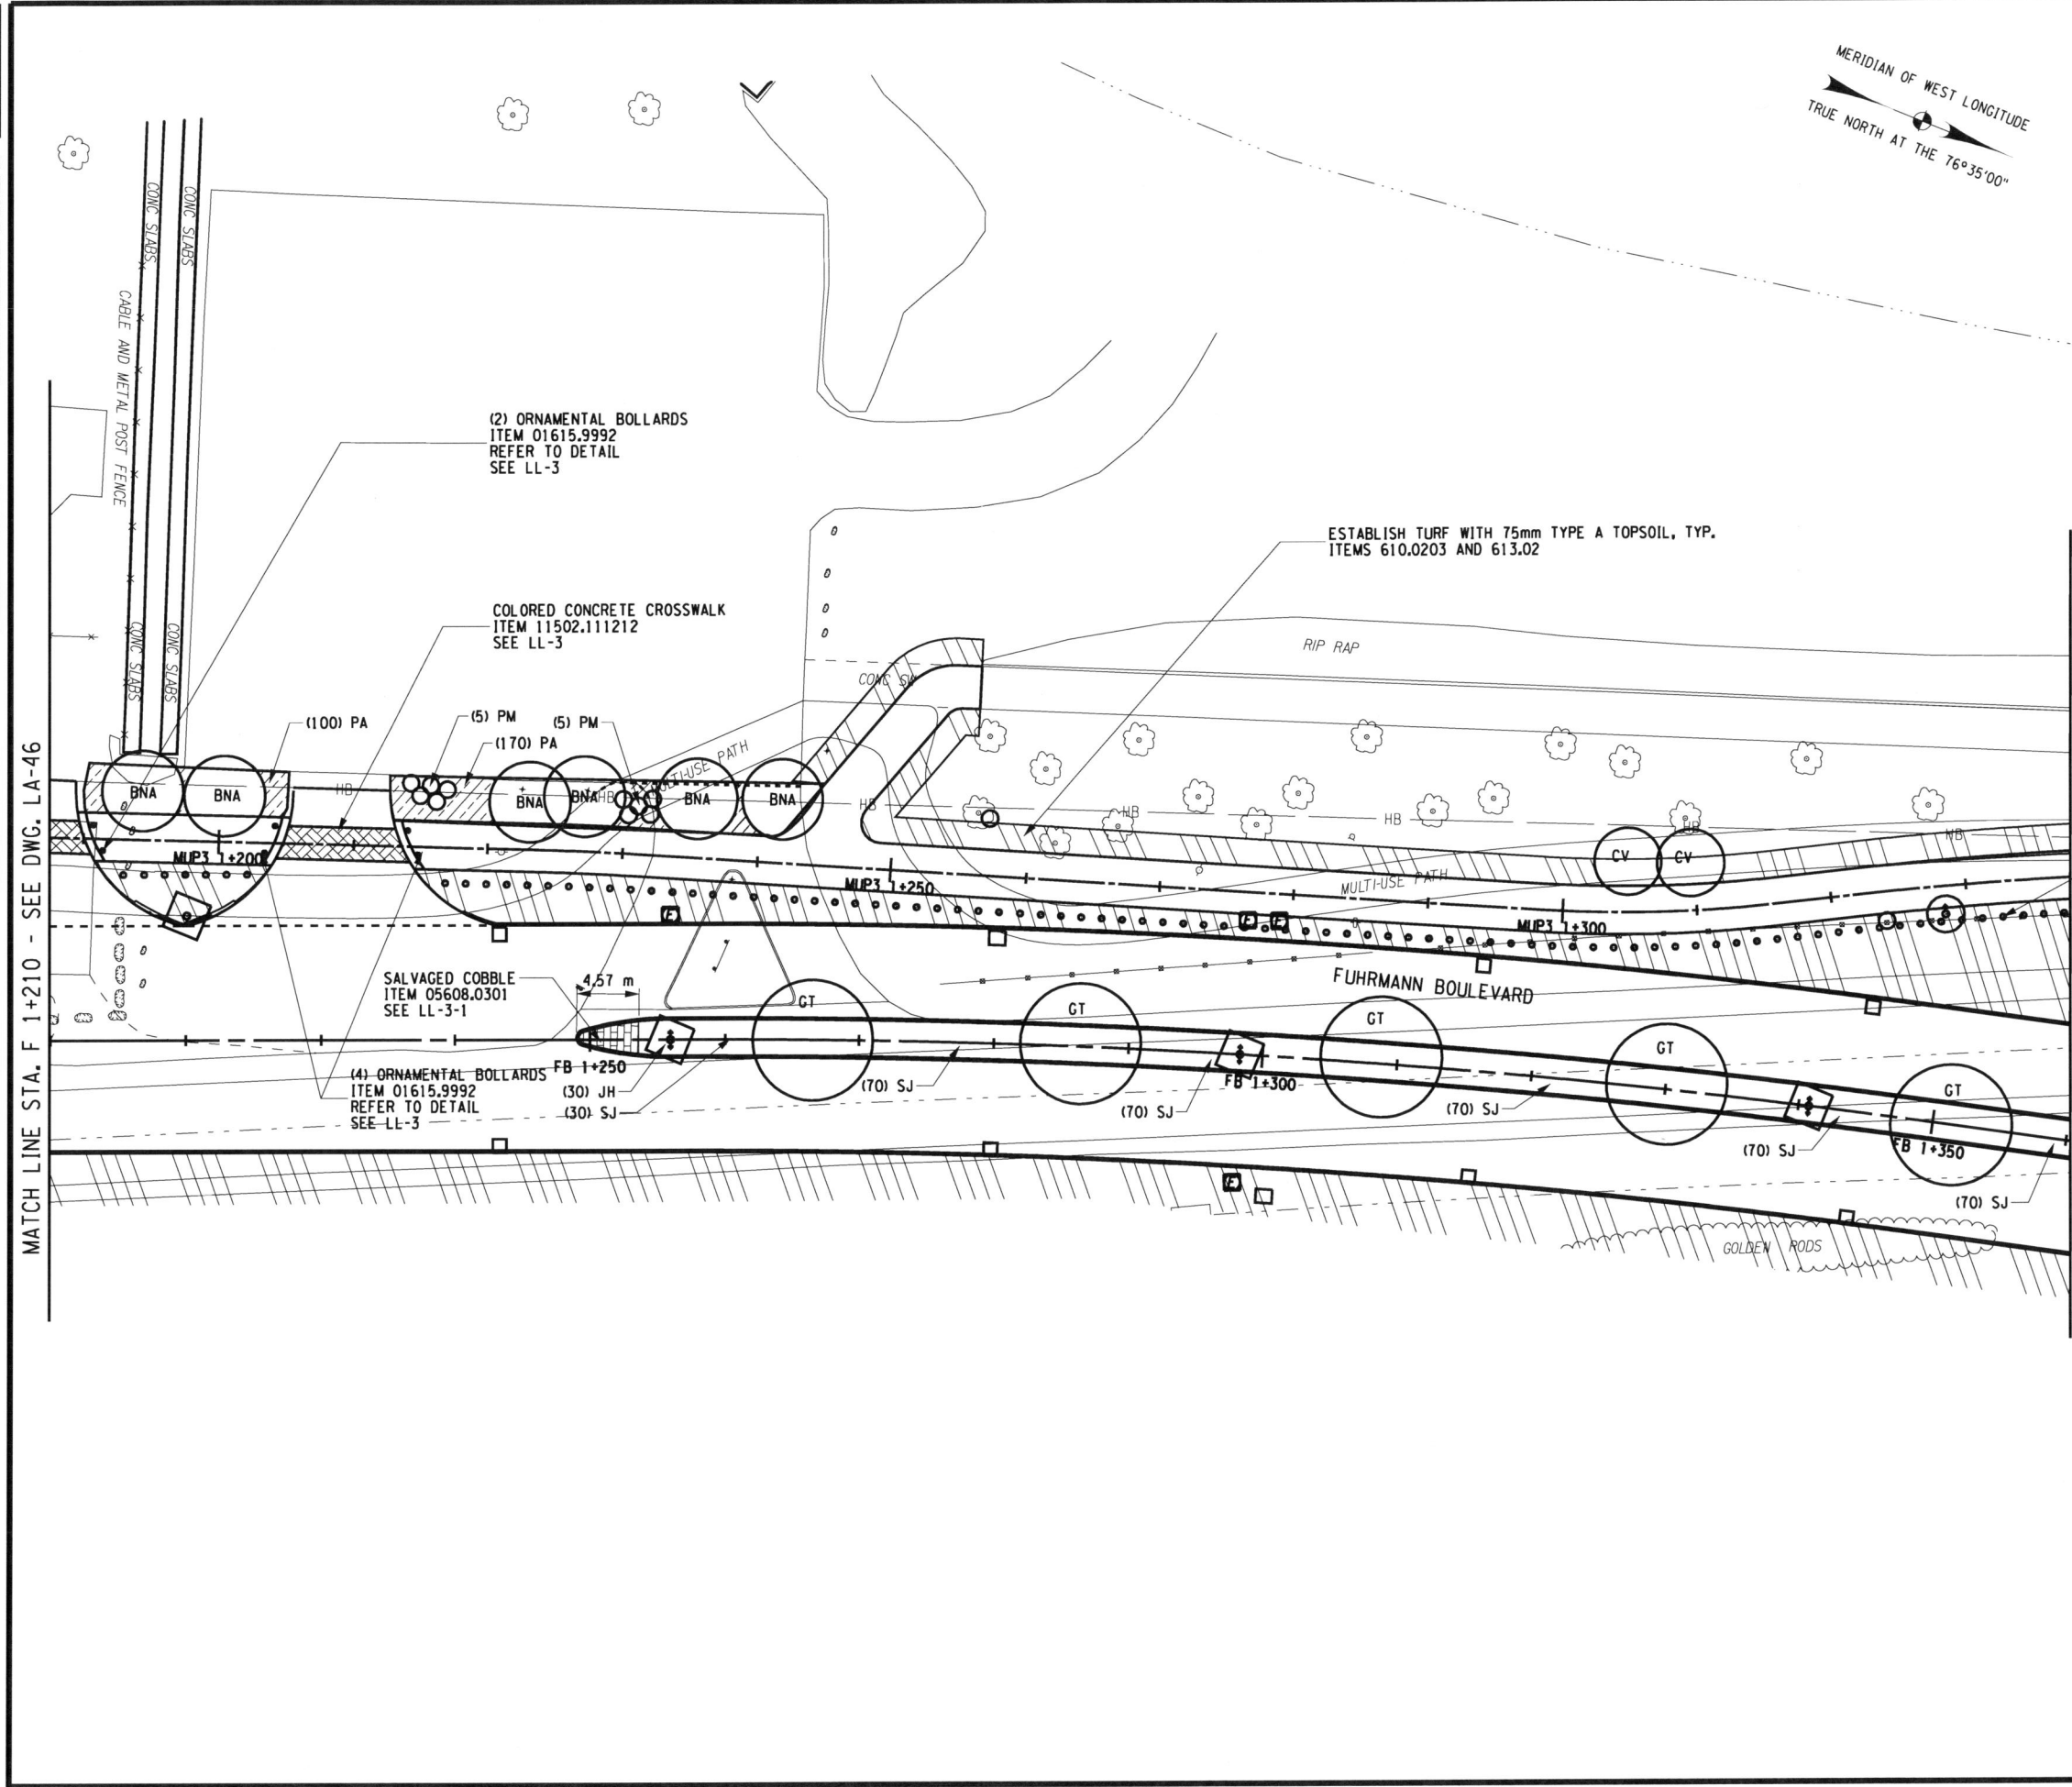 MERIDIAN OF WEST LONGITUDE
TRUE NORTH AT THE 76°35'00"
CONC SLABS
CONC SLABS
CABLE AND METAL POST FENCE
(2) ORNAMENTAL BOLLARDS
ITEM 01615.9992
REFER TO DETAIL
SEE LL-3
ESTABLISH TURF WITH 75mm TYPE A TOPSOIL, TYP.
ITEMS 610.0203 AND 613.02
COLORED CONCRETE CROSSWALK
ITEM 11502.111212
SEE LL-3
CONC SLABS
CONC SLABS
RIP RAP
CONC SW
(100) PA
(5) PM
(5) PM
(170) PA
MULTI-USE PATH
MATCH LINE STA. F 1+210 - SEE DWG. LA-46
BNA
BNA
HB
BNA
BNA
HB
BNA
BNA
HB
HB
HB
HB
HB
MUP3 1+200
MUP3 1+250
CV
CV
MULTI-USE PATH
MUP3 1+300
E
E
E
SALVAGED COBBLE
ITEM 05608.0301
SEE LL-3-1
4.57 m
FUHRMANN BOULEVARD
GT
GT
GT
GT
GT
(4) ORNAMENTAL BOLLARDS
ITEM 01615.9992
REFER TO DETAIL
SEE LL-3
FB 1+250
(30) JH
(30) SJ
(70) SJ
FB 1+300
(70) SJ
(70) SJ
FB 1+350
(70) SJ
(70) SJ
E
GOLDEN RODS